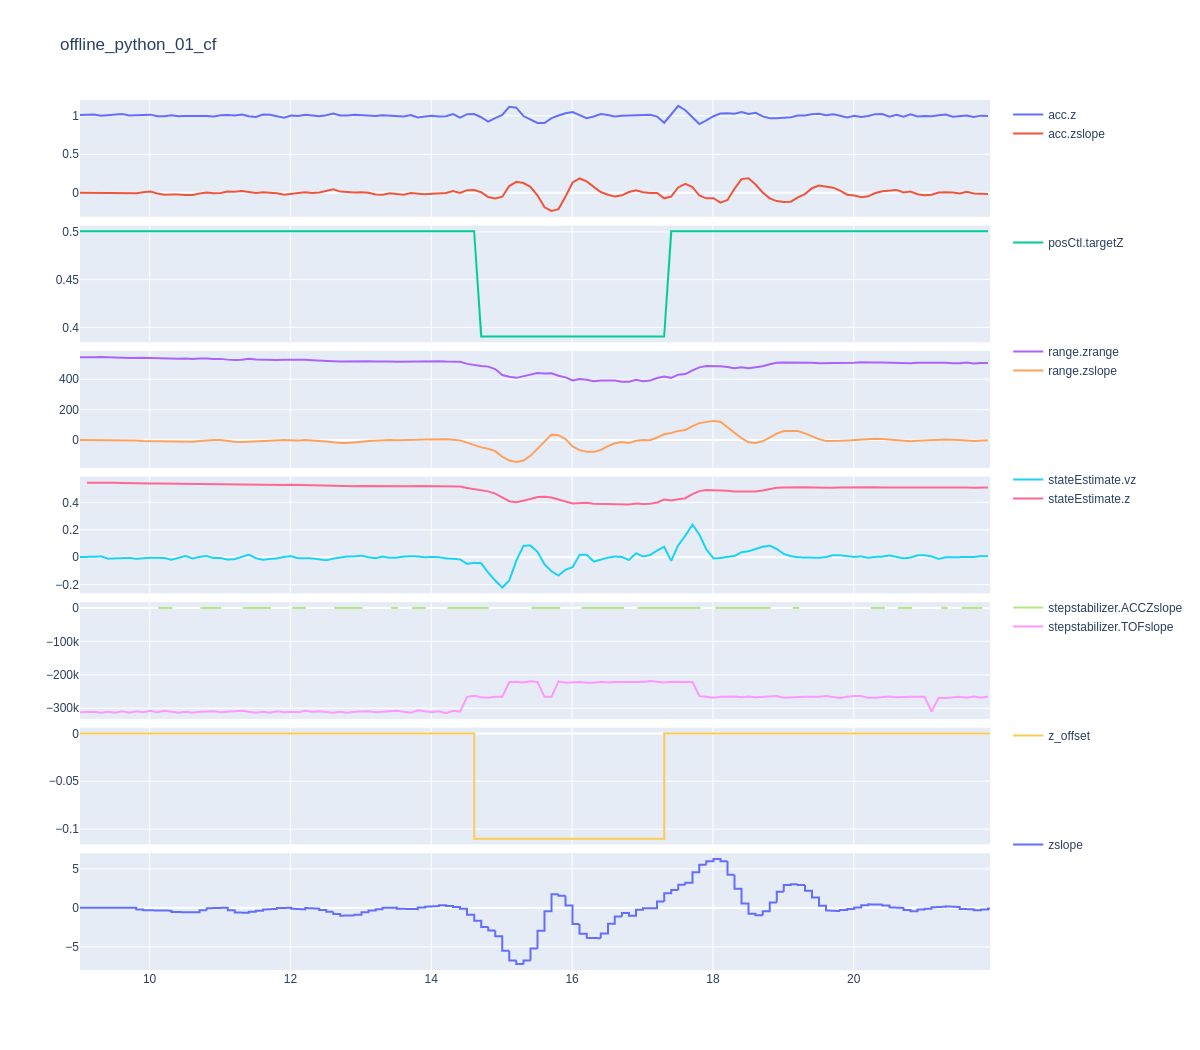 offline_python_01_cf
1
0.5
0
acc.z
acc.zslope
0.5
0.45
0.4
posCtl.targetZ
400
200
0
range.zrange
range.zslope
0.4
0.2
0
−0.2
stateEstimate.vz
stateEstimate.z
0
−100k
−200k
−300k
stepstabilizer.ACCZslope
stepstabilizer.TOFslope
0
−0.05
−0.1
z_offset
5
0
−5
zslope
10 12 14 16 18 20